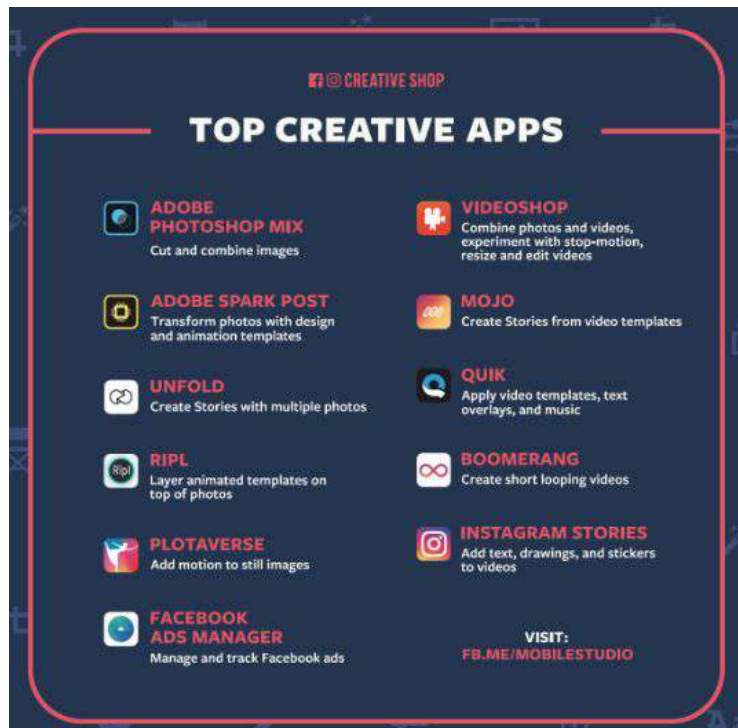 CREATIVE SHOP
TOP CREATIVE APPS
ADOBE
PHOTOSHOP MIX
Cut and combine images
ADOBE SPARK POST
Transform photos with design
and animation templates
UNFOLD
Create Stories with multiple photos
Ripl
RIPL
Layer animated templates on
top of photos
PLOTAVERSE
Add motion to still images
FACEBOOK
ADS MANAGER
Manage and track Facebook ads
VIDEOSHOP
Combine photos and videos,
experiment with stop-motion,
resize and edit videos
MOJO
Create Stories from video templates
QUIK
Apply video templates, text
overlays, and music
BOOMERANG
Create short looping videos
INSTAGRAM STORIES
Add text, drawings, and stickers
to videos
VISIT:
FB.ME/MOBILESTUDIO